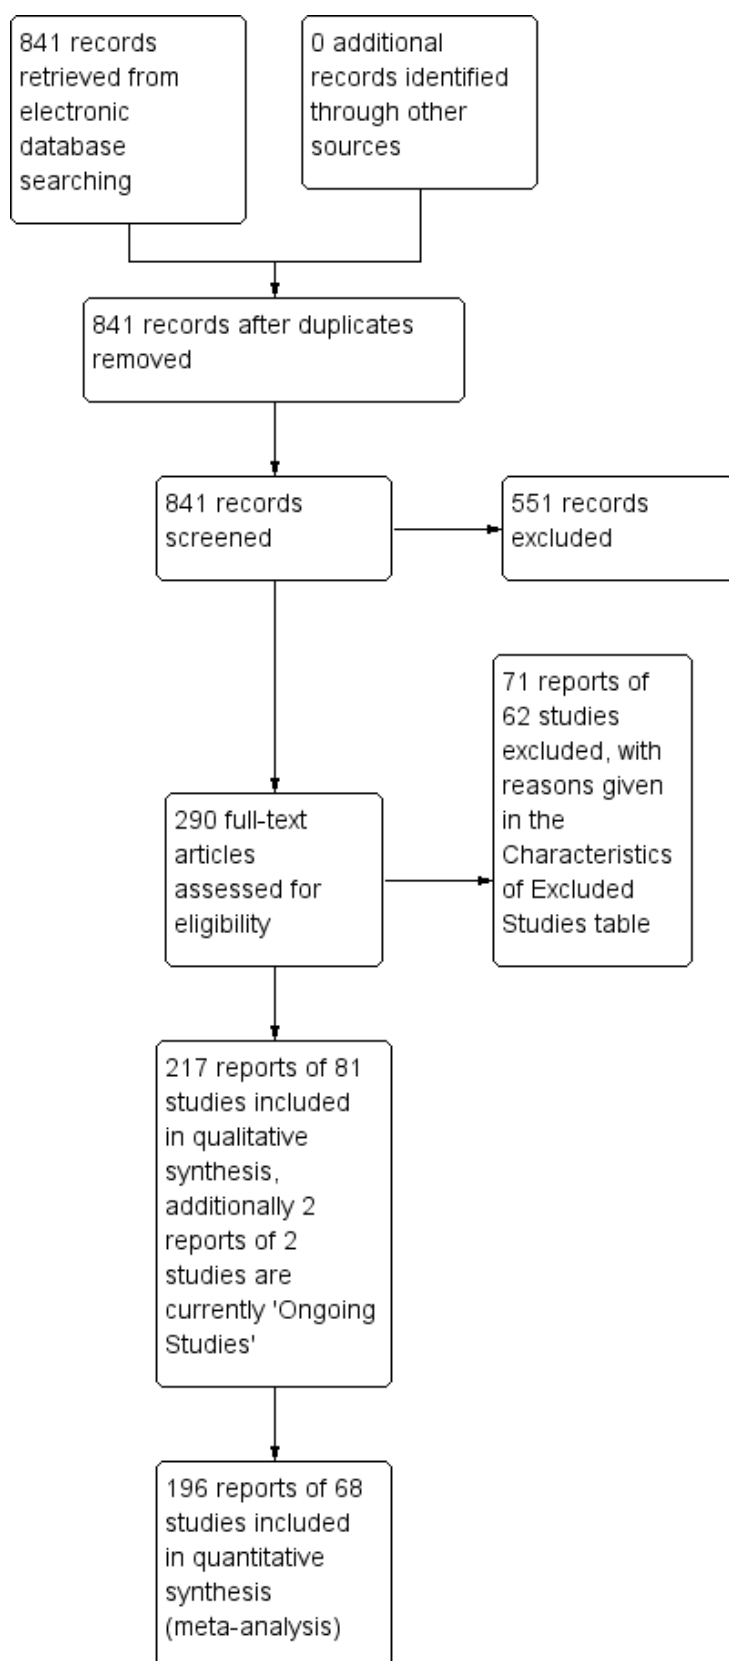 841 records
retrieved from
electronic
database
searching
0 additional
records identified
through other
sources
841 records after duplicates
removed
841 records
screened
551 records
excluded
71 reports of
62 studies
excluded, with
reasons given
in the
Characteristics
of Excluded
Studies table
290 full-text
articles
assessed for
eligibility
217 reports of 81
studies included
in qualitative
synthesis,
additionally 2
reports of 2
studies are
currently 'Ongoing
Studies'
196 reports of 68
studies included
in quantitative
synthesis
(meta-analysis)